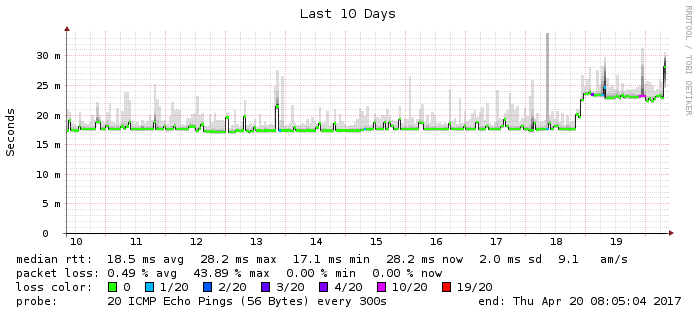 Last 10 Days
RRDTOOL / TOBI OETIKER
Seconds
30 m
25 m
20 m
15 m
10 m
5 m
0
10 11 12 13 14 15 16 17 18 19
median rtt: 18.5 ms avg 28.2 ms max 17.1 ms min 28.2 ms now 2.0 ms sd 9.1 am/s
packet loss: 0.49 % avg 43.89 % max 0.00 % min 0.00 % now
loss color: 0 1/20 2/20 3/20 4/20 10/20 19/20
probe: 20 ICMP Echo Pings (56 Bytes) every 300s end: Thu Apr 20 08:05:04 2017